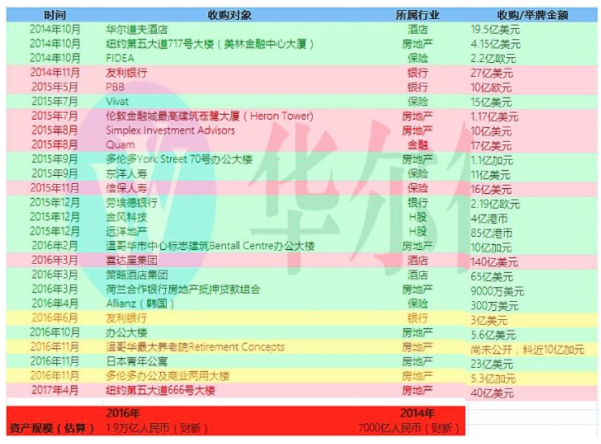 时间 收购对象 所属行业 收购/举牌金额
2014年10月 华尔道夫酒店 酒店 19.5亿美元
2014年10月 纽约第五大道717号大楼（美林金融中心大厦） 房地产 4.15亿美元
2014年10月 FIDEA 保险 2.2亿欧元
2014年11月 友利银行 银行 27亿美元
2015年5月 PBB 银行 10亿欧元
2015年7月 Vivat 保险 15亿美元
2015年7月 伦敦金融城最高建筑苍鹭大厦（Heron Tower) 房地产 1.17亿美元
2015年8月 Simplex Investment Advisors 房地产 10亿美元
2015年8月 Quam 金融 17亿美元
2015年9月 多伦多York Street 70号办公大楼 房地产 1.1亿加元
2015年9月 东洋人寿 保险 11亿美元
2015年11月 信保人寿 保险 16亿美元
2015年12月 劳埃德银行 银行 2.19亿欧元
2015年12月 金风科技 H股 4亿港币
2015年12月 远洋地产 H股 85亿港币
2016年2月 温哥华市中心标志建筑Bentall Centre办公大楼 房地产 10亿加元
2016年3月 喜达屋集团 酒店 140亿美元
2016年3月 策略酒店集团 酒店 65亿美元
2016年3月 荷兰合作银行房地产抵押贷款组合 房地产 9000万美元
2016年4月 Allianz（韩国） 保险 300万美元
2016年6月 友利银行 银行 3亿美元
2016年10月 办公大楼 房地产 5.6亿美元
2016年11月 温哥华最大养老院Retirement Concepts 房地产 尚未公开，料近10亿加元
2016年11月 日本青年公寓 房地产 23亿美元
2016年11月 多伦多办公及商业两用大楼 房地产 5.3亿加元
2017年4月 纽约第五大道666号大楼 房地产 40亿美元
2016年 2014年
资产规模（估算） 1.9万亿人民币（财新） 7000亿人民币（财新）
华尔